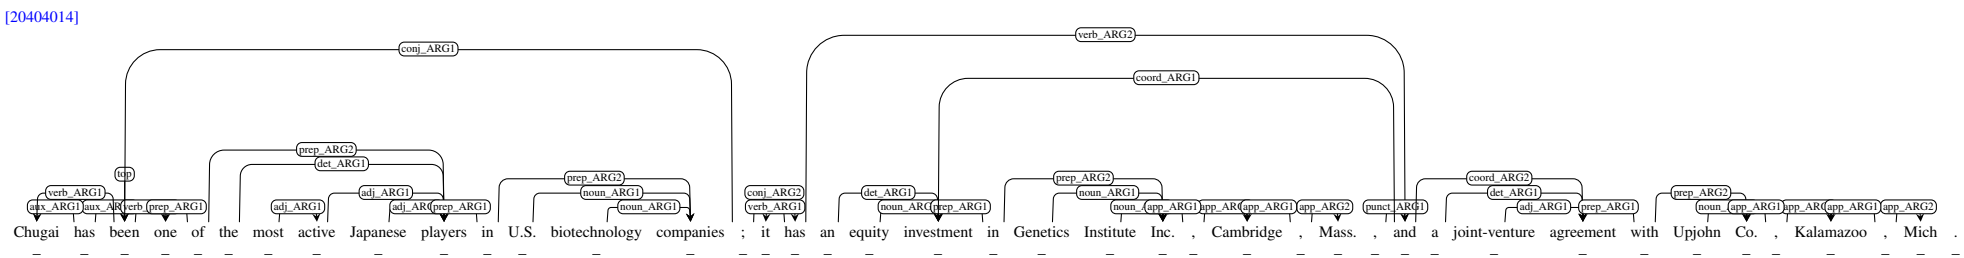 [20404014]
conj_ARG1 verb_ARG2
coord_ARG1
prep_ARG2
det_ARG1
top prep_ARG2 prep_ARG2 coord_ARG2
verb_ARG1 adj_ARG1 noun_ARG1 conj_ARG2 det_ARG1 noun_ARG1 det_ARG1 prep_ARG2
aux_ARG1 prep_ARG1 adj_ARG1 prep_ARG1 noun_ARG1 verb_ARG1 prep_ARG1 app_ARG1 app_ARG1 app_ARG2 punct_ARG1 adj_ARG1 prep_ARG1 app_ARG1 app_ARG1 app_ARG2
Chugai has been one of the most active Japanese players in U.S. biotechnology companies ; it has an equity investment in Genetics Institute Inc. , Cambridge , Mass. , and a joint-venture agreement with Upjohn Co. , Kalamazoo , Mich .
_ _ _ _ _ _ _ _ _ _ _ _ _ _ _ _ _ _ _ _ _ _ _ _ _ _ _ _ _ _ _ _ _ _ _ _ _ _ _ _ _